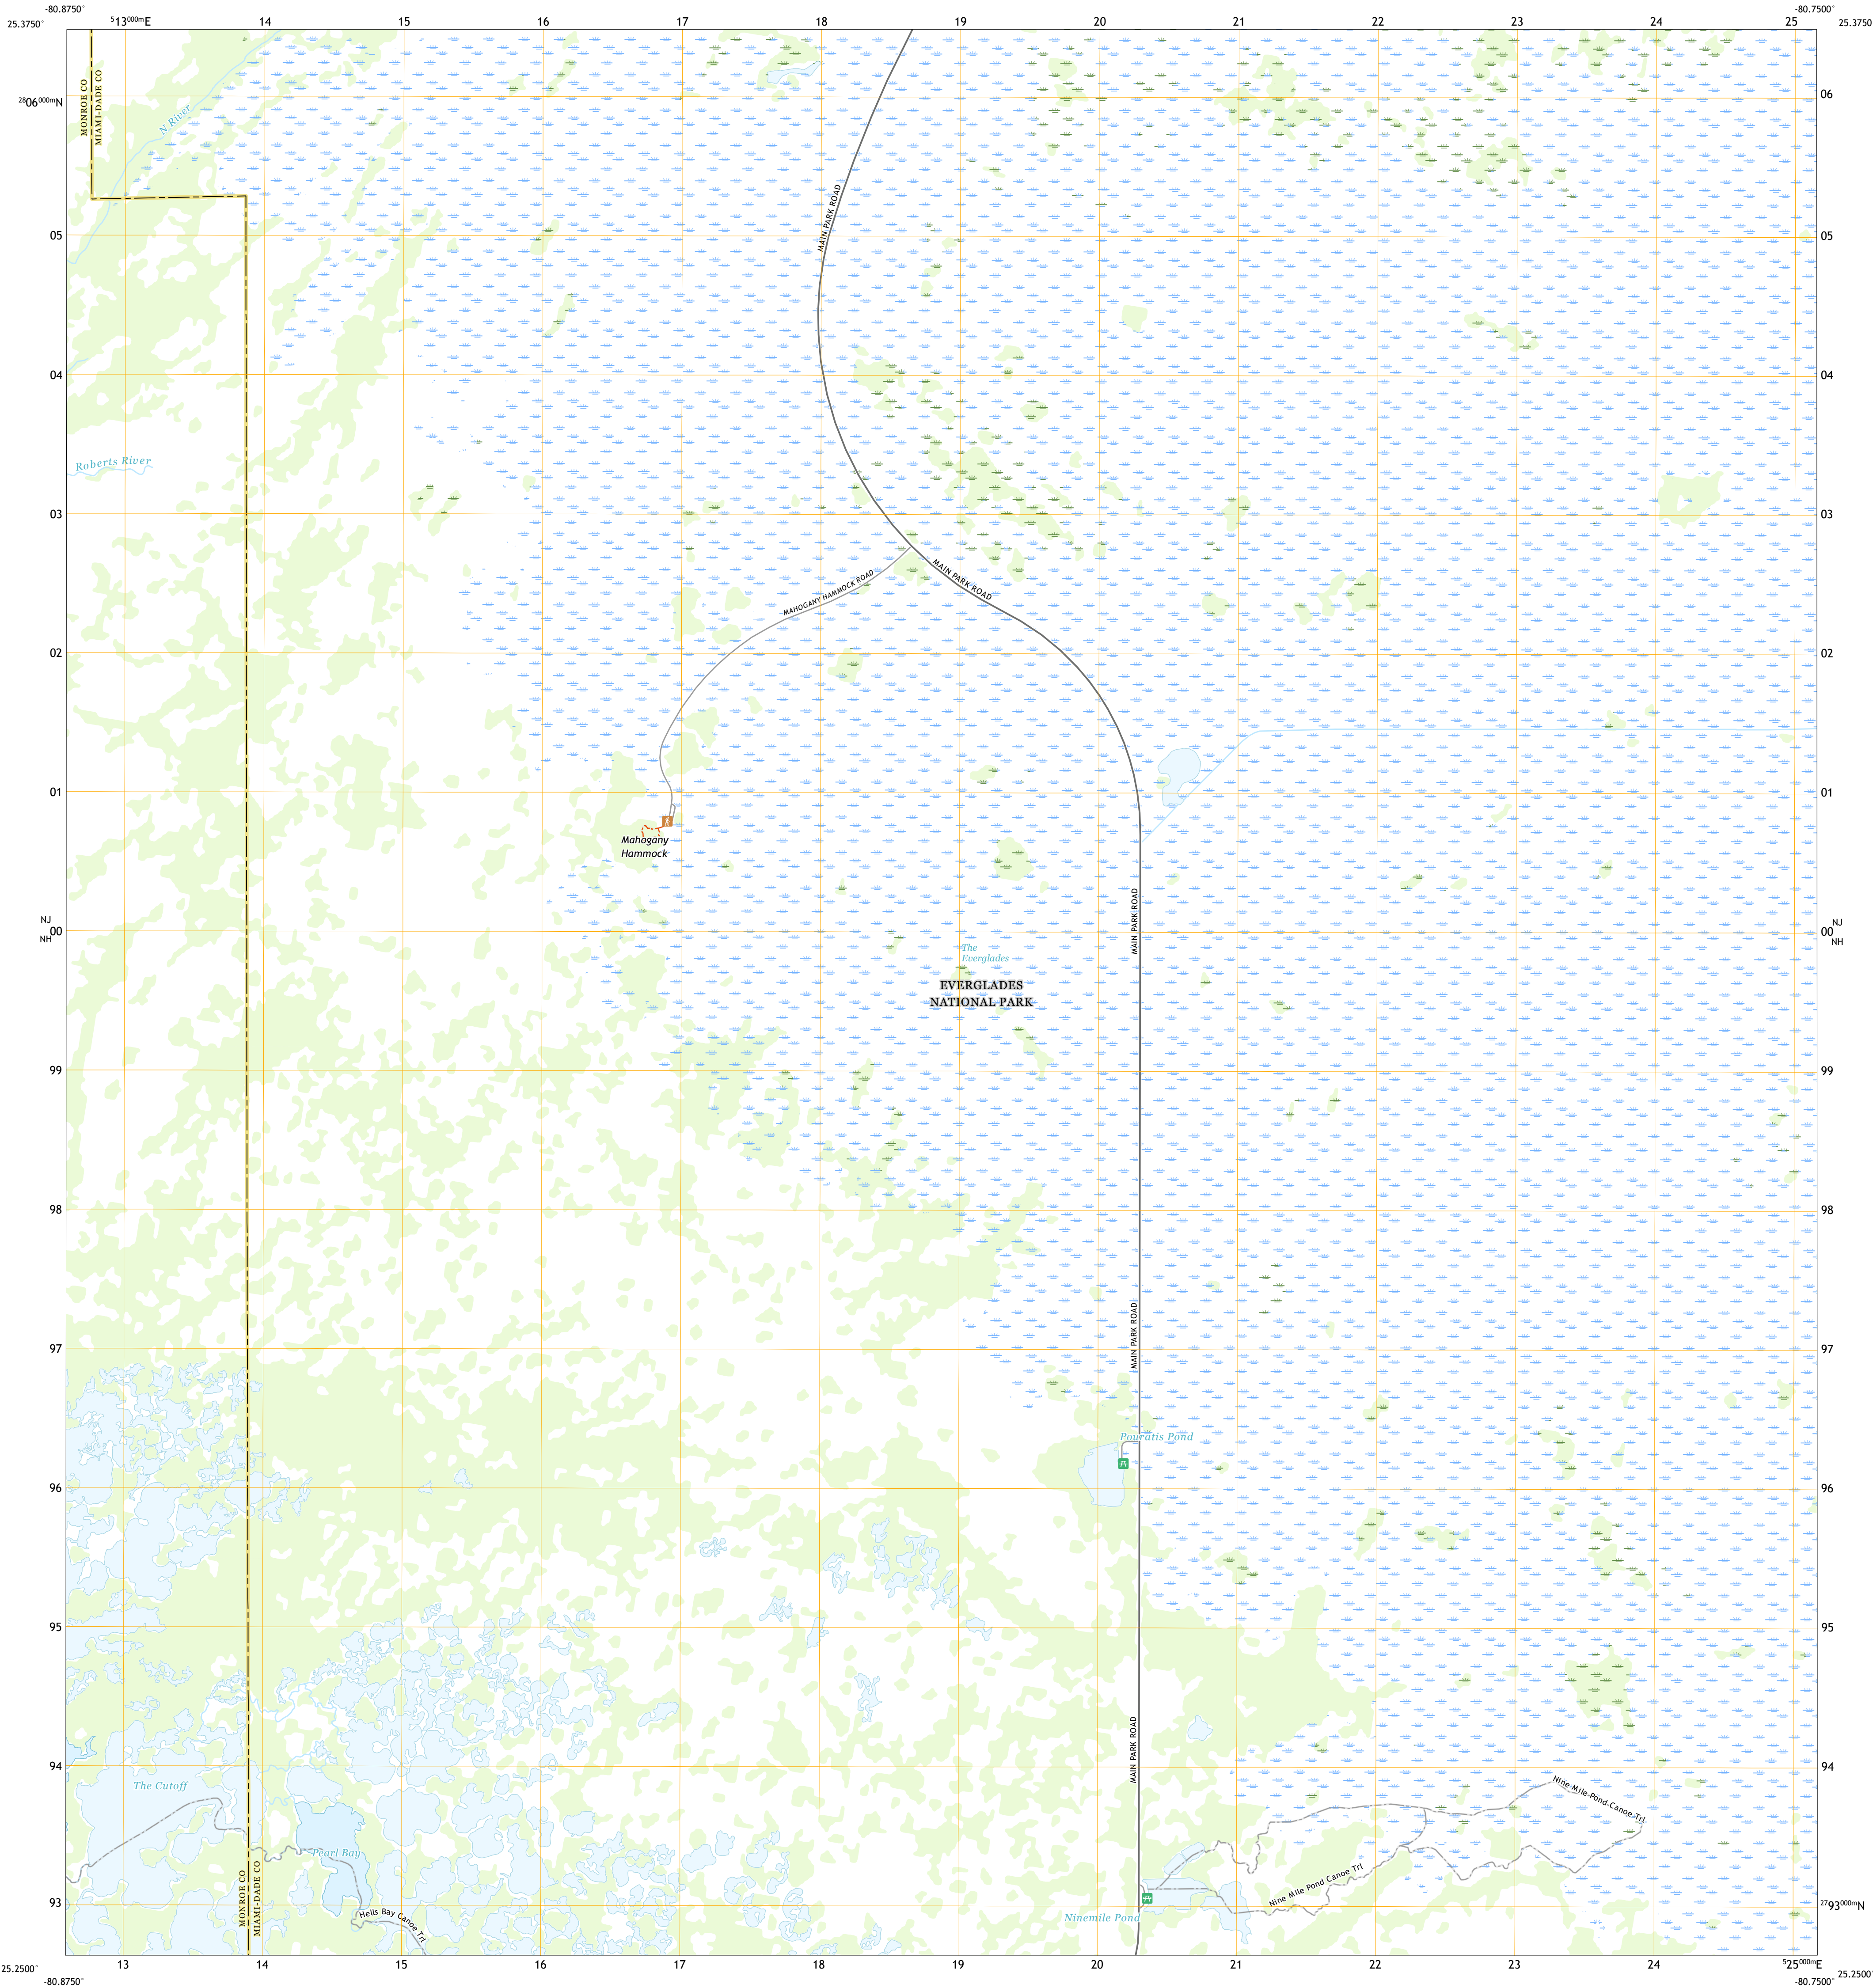 -80.8750°
-80.7500°
25.3750°
⁵13⁰⁰⁰ᵐE
14
15
16
17
18
19
20
21
22
23
24
25
25.3750
MONROE CO
MIAMI-DADE CO
N River
²⁸06⁰⁰⁰ᵐN
06
MAIN PARK ROAD
05
05
04
04
Roberts River
03
03
MAHOGANY HAMMOCK ROAD
MAIN PARK ROAD
02
02
01
01
Mahogany
Hammock
MAIN PARK ROAD
NJ
00
NH
NJ
00
NH
The
Everglades
EVERGLADES
NATIONAL PARK
99
99
98
98
MAIN PARK ROAD
97
97
Pouratis Pond
96
96
95
95
MAIN PARK ROAD
94
94
The Cutoff
Nine Mile Pond Canoe Trl
Pearl Bay
Nine Mile Pond Canoe Trl
MONROE CO
MIAMI-DADE CO
93
²⁷93⁰⁰⁰ᵐN
Hells Bay Canoe Trl
Ninemile Pond
25.2500°
13
14
15
16
17
18
19
20
21
22
23
24
⁵25⁰⁰⁰ᵐE
25.2500°
-80.8750°
-80.7500°